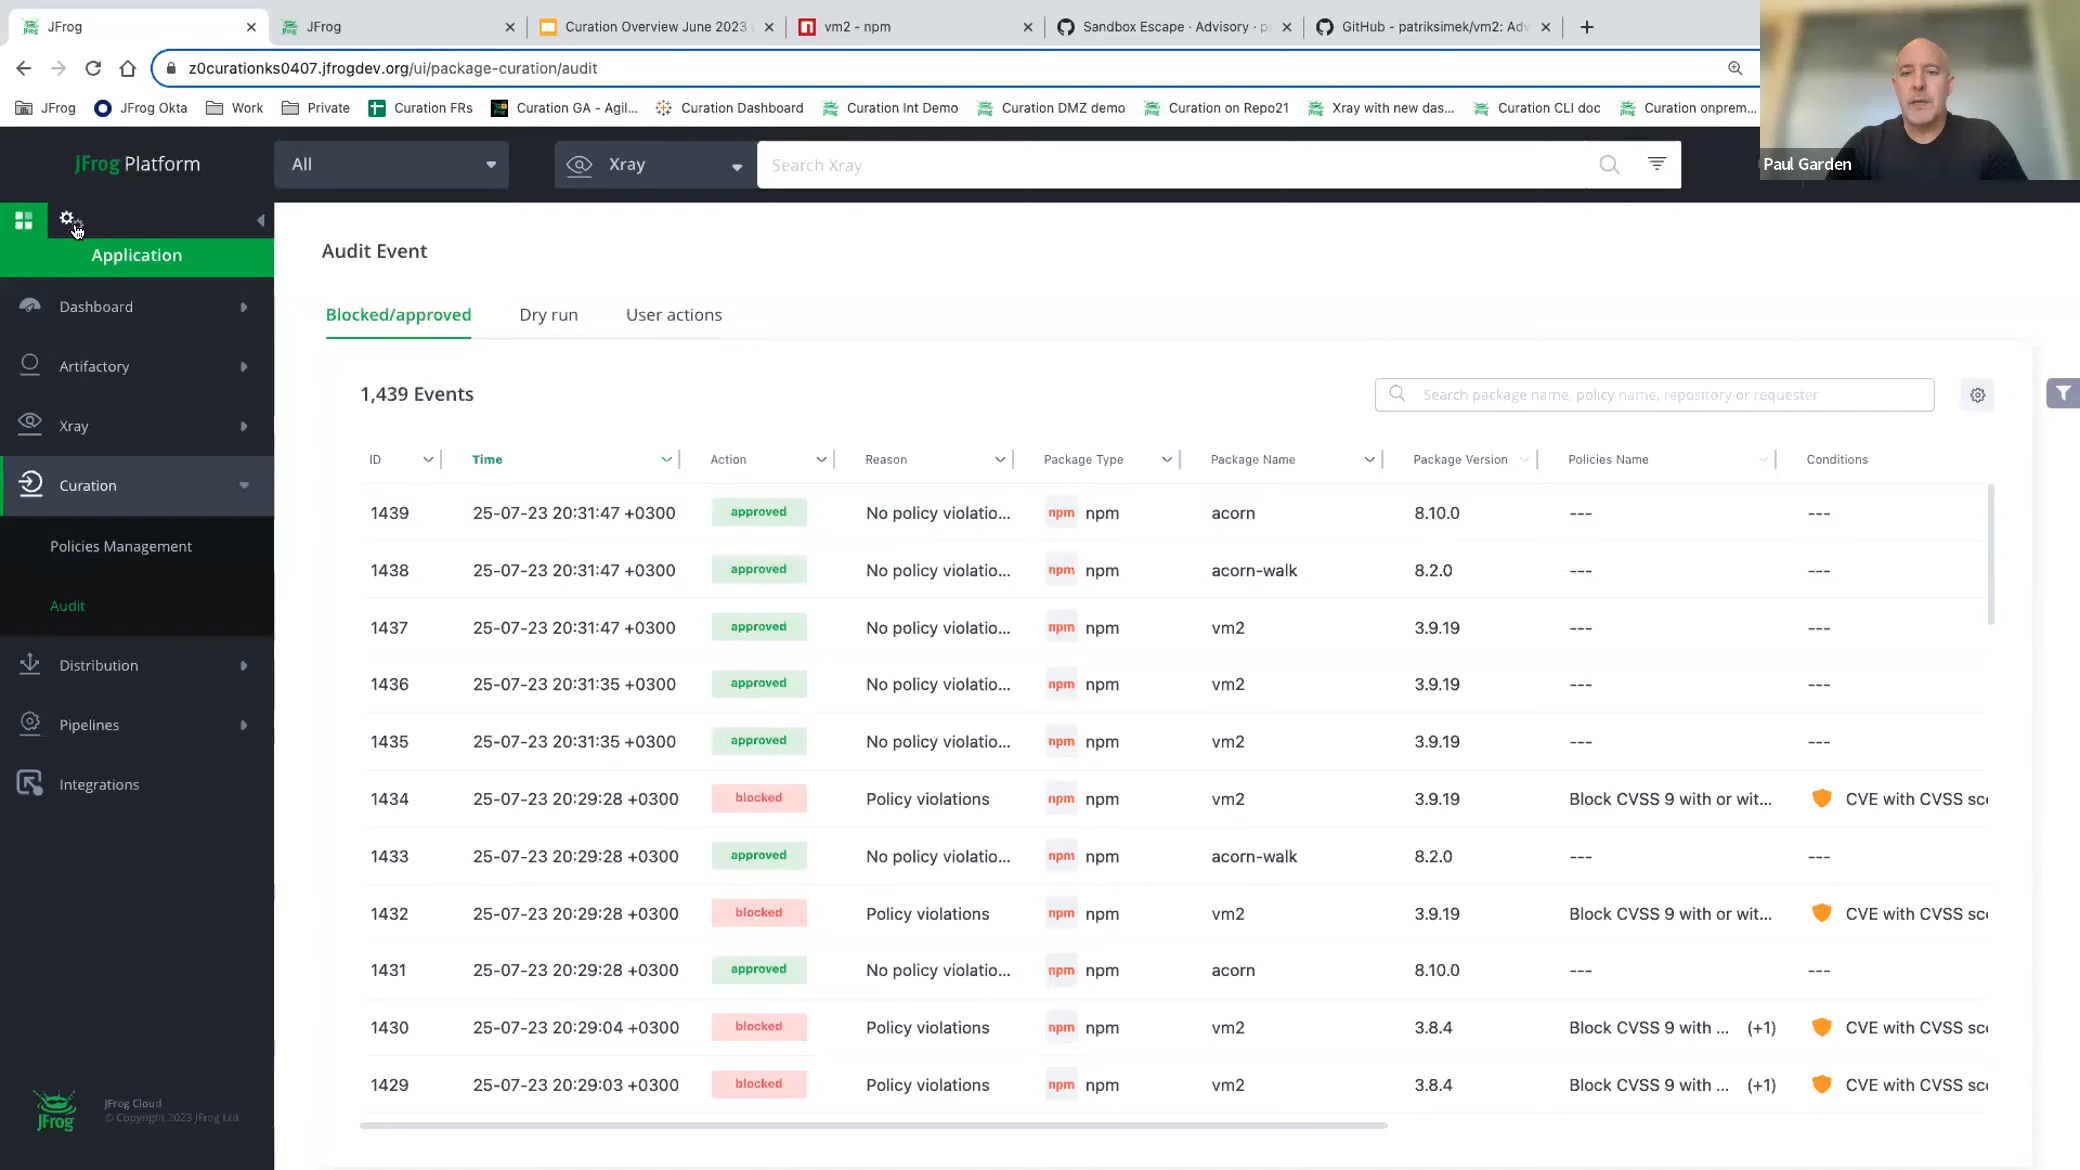 JFrog
JFrog
Curation Overview June 2023
vm2 - npm
Sandbox Escape · Advisory · p
GitHub - patriksimek/vm2: Adv
z0curationks0407.jfrogdev.org/ui/package-curation/audit
JFrog
JFrog Okta
Work
Private
Curation FRs
Curation GA - Agil...
Curation Dashboard
Curation Int Demo
Curation DMZ demo
Curation on Repo21
Xray with new das...
Curation CLI doc
Curation onprem...
Paul Garden
JFrog Platform
All
Xray
Search Xray
Application
Dashboard
Artifactory
Xray
Curation
Policies Management
Audit
Distribution
Pipelines
Integrations
JFrog
JFrog Cloud
© Copyright 2023 JFrog Ltd
Audit Event
Blocked/approved Dry run User actions
1,439 Events
Search package name, policy name, repository or requester
ID Time Action Reason Package Type Package Name Package Version Policies Name Conditions
1439 25-07-23 20:31:47 +0300 approved No policy violatio... npm npm acorn 8.10.0 --- ---
1438 25-07-23 20:31:47 +0300 approved No policy violatio... npm npm acorn-walk 8.2.0 --- ---
1437 25-07-23 20:31:47 +0300 approved No policy violatio... npm npm vm2 3.9.19 --- ---
1436 25-07-23 20:31:35 +0300 approved No policy violatio... npm npm vm2 3.9.19 --- ---
1435 25-07-23 20:31:35 +0300 approved No policy violatio... npm npm vm2 3.9.19 --- ---
1434 25-07-23 20:29:28 +0300 blocked Policy violations npm npm vm2 3.9.19 Block CVSS 9 with or wit... CVE with CVSS sc
1433 25-07-23 20:29:28 +0300 approved No policy violatio... npm npm acorn-walk 8.2.0 --- ---
1432 25-07-23 20:29:28 +0300 blocked Policy violations npm npm vm2 3.9.19 Block CVSS 9 with or wit... CVE with CVSS sc
1431 25-07-23 20:29:28 +0300 approved No policy violatio... npm npm acorn 8.10.0 --- ---
1430 25-07-23 20:29:04 +0300 blocked Policy violations npm npm vm2 3.8.4 Block CVSS 9 with ... (+1) CVE with CVSS sc
1429 25-07-23 20:29:03 +0300 blocked Policy violations npm npm vm2 3.8.4 Block CVSS 9 with ... (+1) CVE with CVSS sc